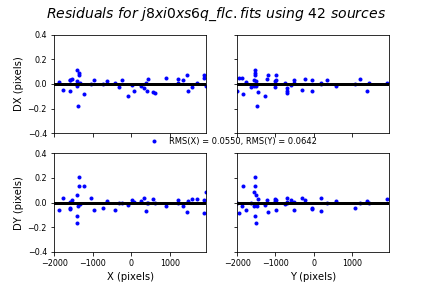 Residuals for j8xi0xs6q_flc.fits using 42 sources
DX (pixels)
0.4
0.2
0.0
−0.2
−0.4
RMS(X) = 0.0550, RMS(Y) = 0.0642
DY (pixels)
0.4
0.2
0.0
−0.2
−0.4
−2000 −1000 0 1000
−2000 −1000 0 1000
X (pixels)
Y (pixels)